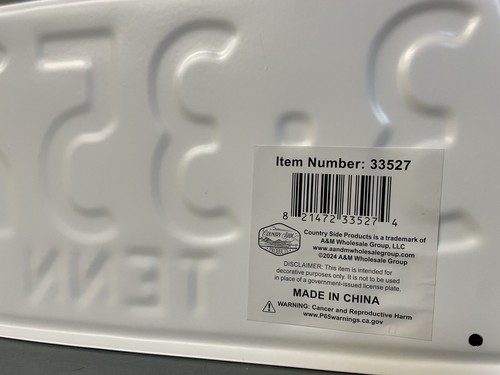 Item Number: 33527
8 21472 33527 4
Country Side Products is a trademark of
A&M Wholesale Group, LLC
www.aandmwholesalegroup.com
©2024 A&M Wholesale Group
DISCLAIMER: This item is intended for
decorative purposes only. It is not to be used
in place of a government-issued license plate.
MADE IN CHINA
WARNING: Cancer and Reproductive Harm
www.P65warnings.ca.gov